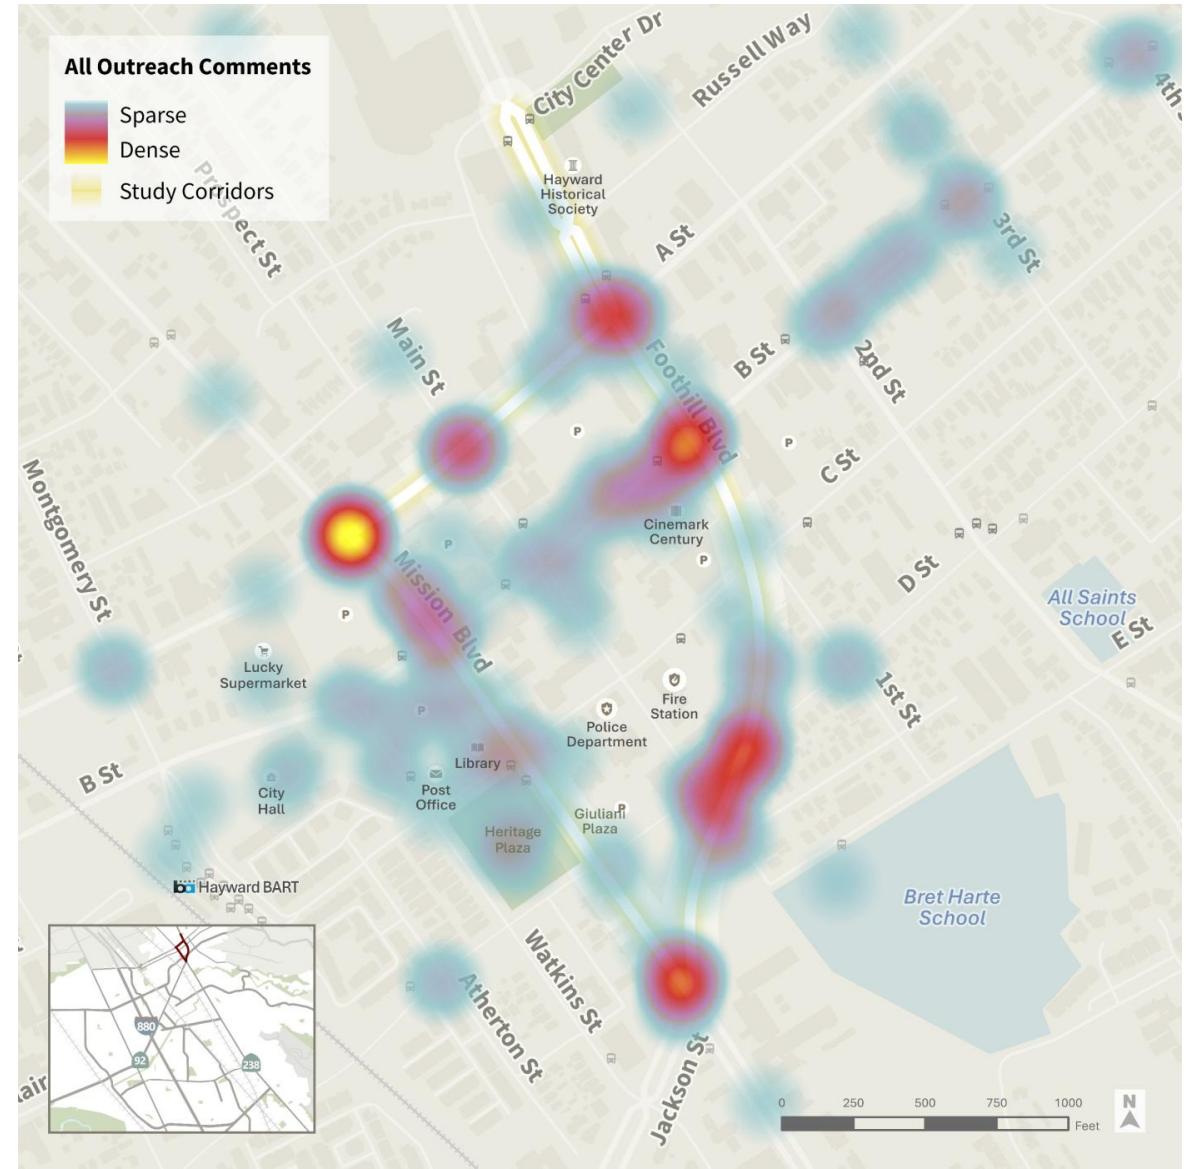 All Outreach Comments
Sparse
Dense
Study Corridors
City Center Dr
Russell Way
4th
Prospect St
Hayward
Historical
Society
A St
3rd St
Main St
Foothill Blvd
B St
2nd St
P
P
C St
Montgomery St
Cinemark
Century
P
P
D St
Mission Blvd
All Saints
School
E St
P
Lucky
Supermarket
Fire
Station
1st St
P
Police
Department
Library
B St
City
Hall
Post
Office
P
Giuliani
Plaza
Heritage
Plaza
ba Hayward BART
Bret Harte
School
Watkins St
Atherton St
Jackson St
880
92
238
0 250 500 750 1000
Feet
N